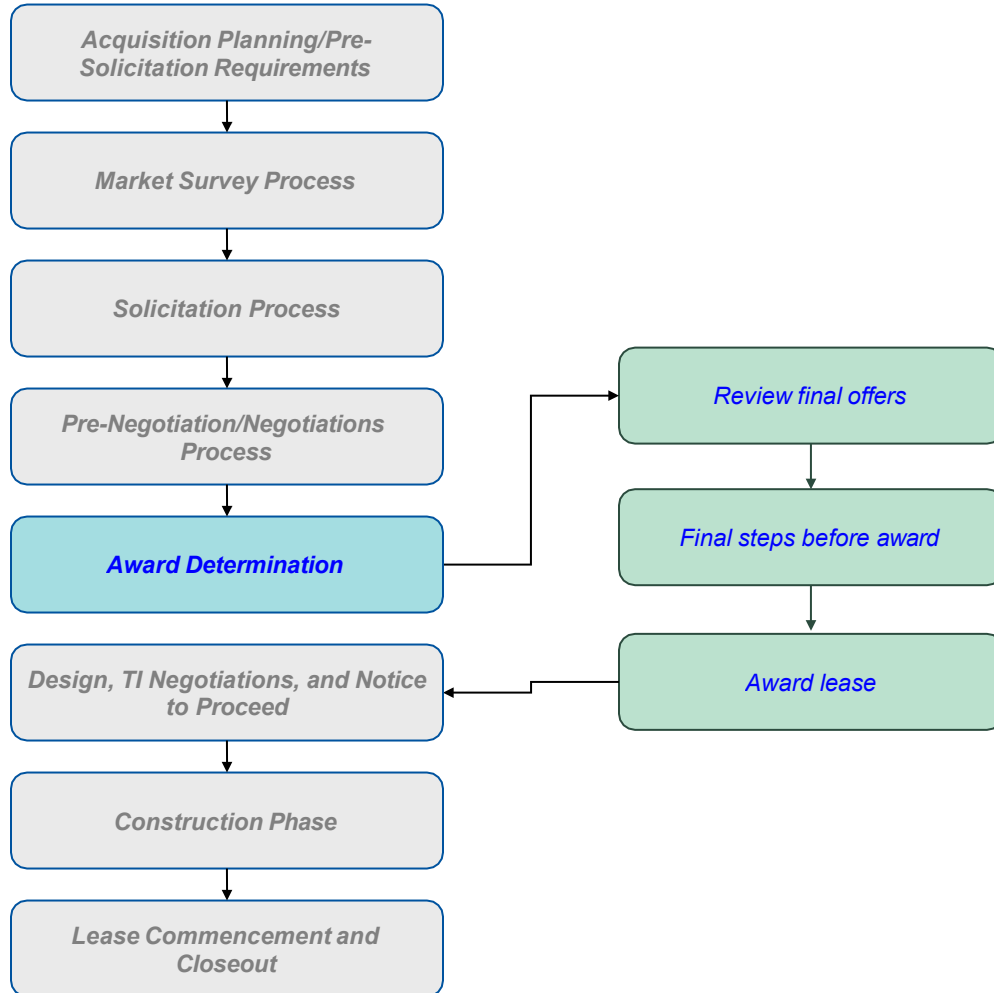 Acquisition Planning/Pre-
Solicitation Requirements
Market Survey Process
Solicitation Process
Pre-Negotiation/Negotiations
Process
Award Determination
Review final offers
Final steps before award
Award lease
Design, TI Negotiations, and Notice
to Proceed
Construction Phase
Lease Commencement and
Closeout